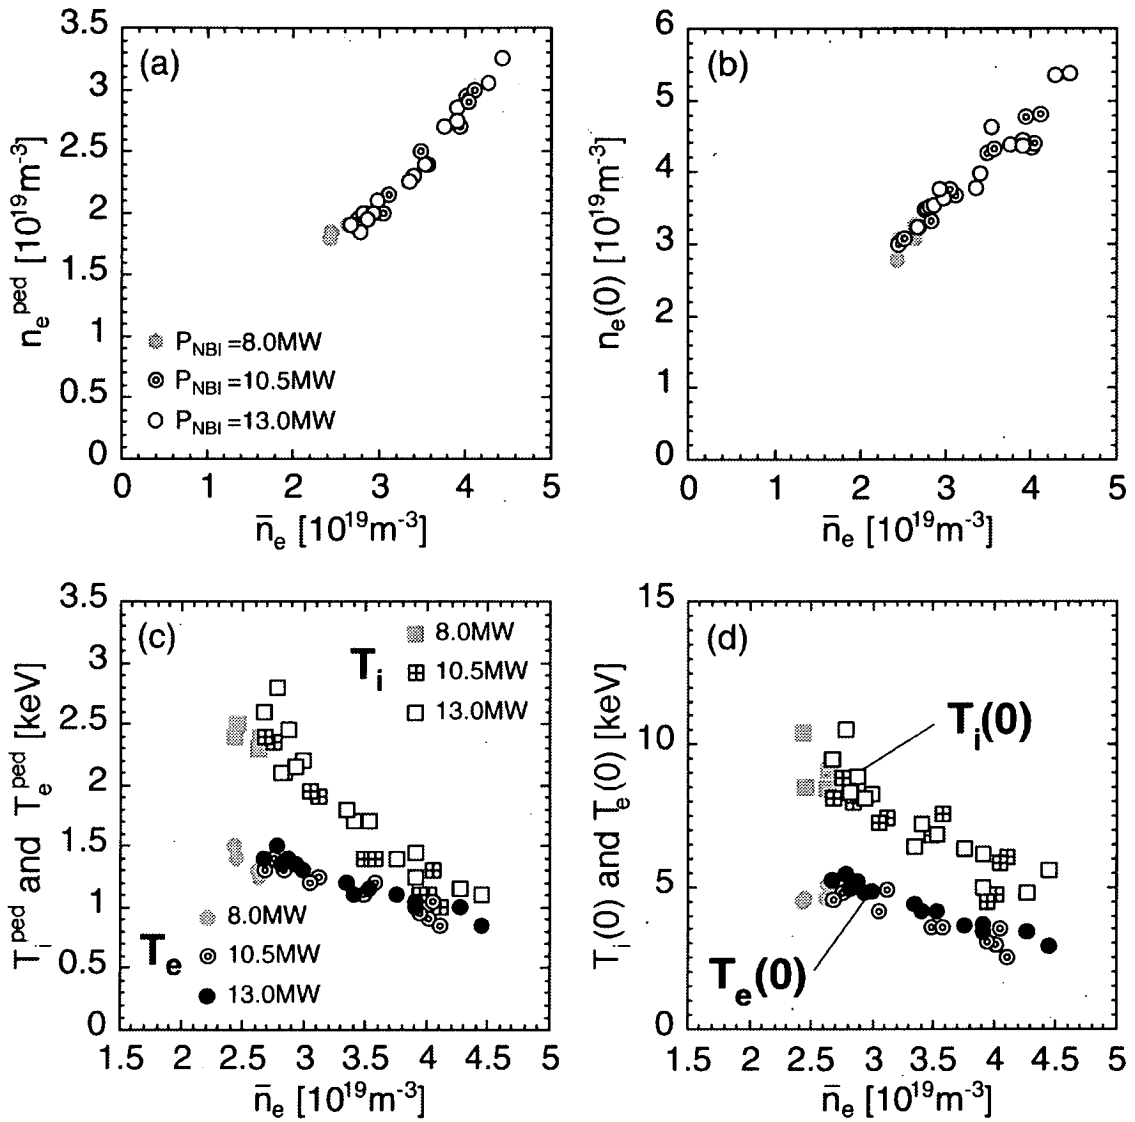 (a)
3.5
3
2.5
2
1.5
1
0.5
0
n_e^ped [10^19m^-3]
P_NBI=8.0MW
P_NBI=10.5MW
P_NBI=13.0MW
0 1 2 3 4 5
n̅_e [10^19m^-3]
(b)
6
5
4
3
2
1
0
n_e(0) [10^19m^-3]
0 1 2 3 4 5
n̅_e [10^19m^-3]
(c)
3.5
3
2.5
2
1.5
1
0.5
0
T_i^ped and T_e^ped [keV]
T_i
8.0MW
10.5MW
13.0MW
T_e
8.0MW
10.5MW
13.0MW
1.5 2 2.5 3 3.5 4 4.5 5
n̅_e [10^19m^-3]
(d)
15
10
5
0
T_i(0) and T_e(0) [keV]
T_i(0)
T_e(0)
1.5 2 2.5 3 3.5 4 4.5 5
n̅_e [10^19m^-3]